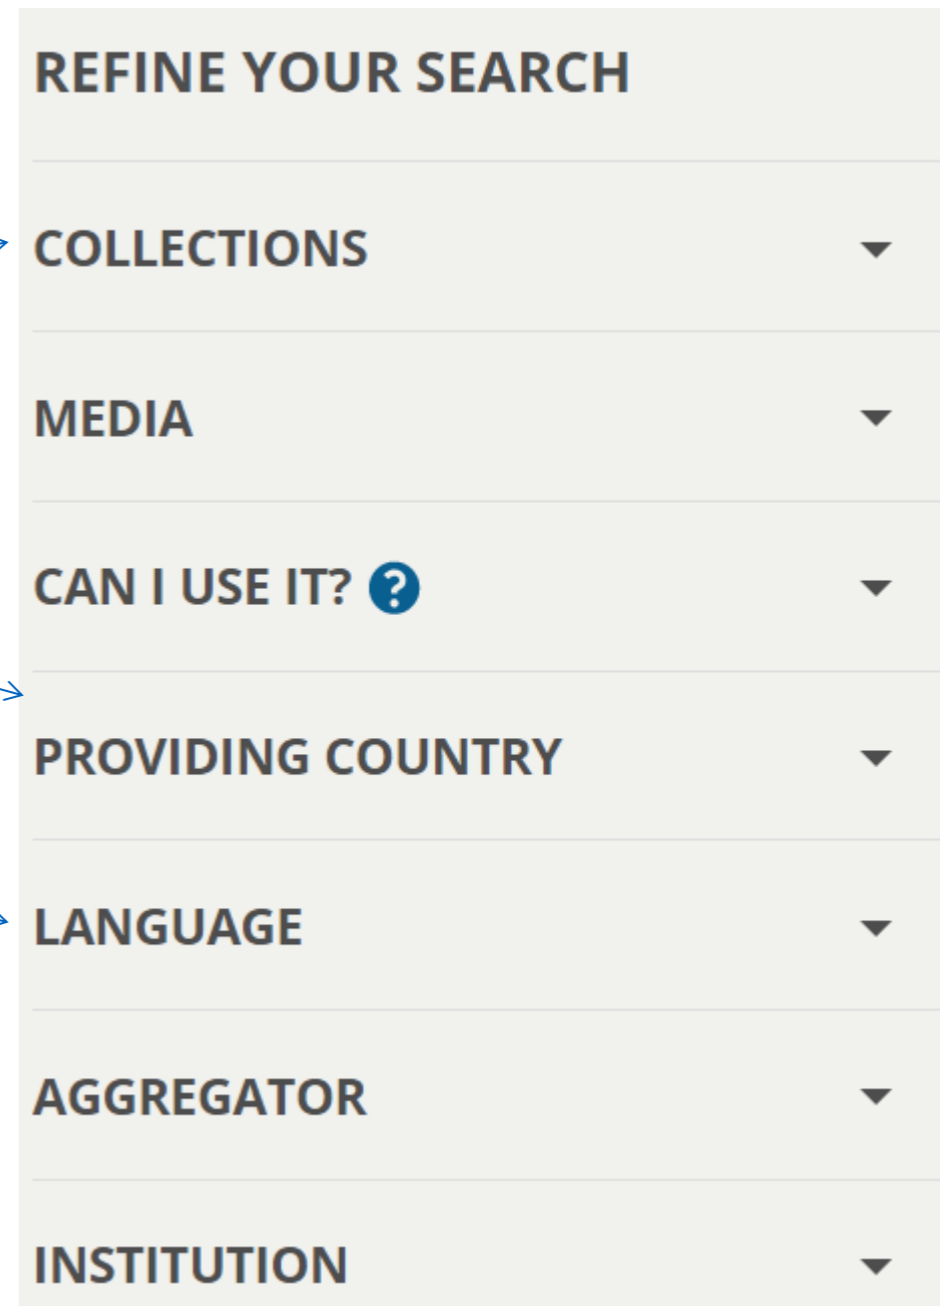 REFINE YOUR SEARCH
COLLECTIONS
MEDIA
CAN I USE IT? ?
PROVIDING COUNTRY
LANGUAGE
AGGREGATOR
INSTITUTION